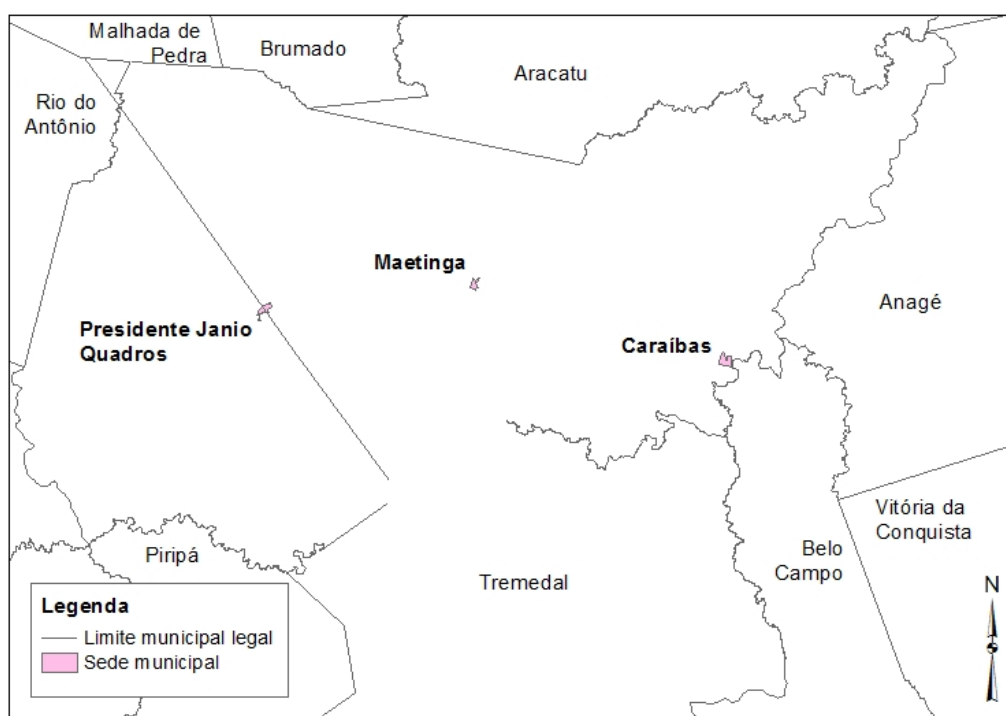 Malhada de
Pedra
Brumado
Aracatu
Rio do
Antônio
Maetinga
Anagé
Presidente Janio
Quadros
Caraíbas
Vitória da
Conquista
Piripá
Belo
Campo
Tremedal
N
Legenda
Limite municipal legal
Sede municipal